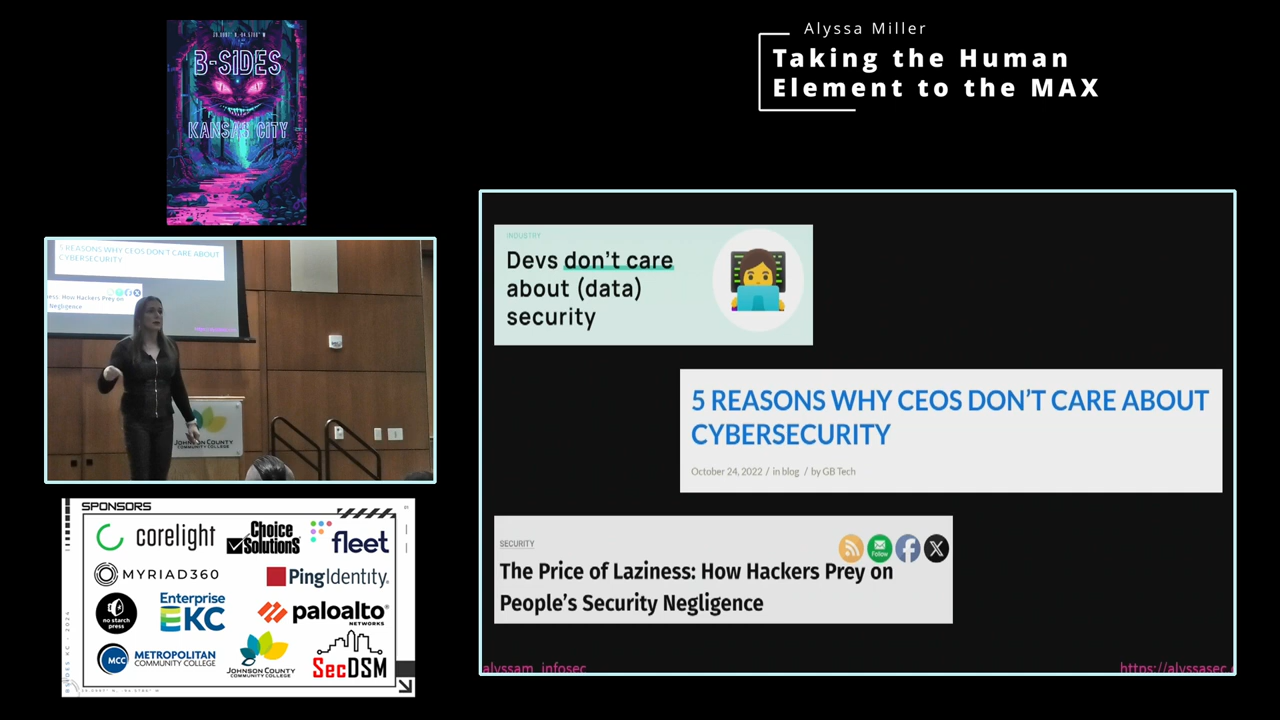 Alyssa Miller
Taking the Human
Element to the MAX
B-SIDES
KANSAS CITY
5 REASONS WHY CEOS DON'T CARE ABOUT
CYBERSECURITY
ess: How Hackers Prey on
Negligence
JOHNSON COUNTY
COMMUNITY COLLEGE
INDUSTRY
Devs don't care
about (data)
security
5 REASONS WHY CEOS DON'T CARE ABOUT
CYBERSECURITY
October 24, 2022 / in blog / by GB Tech
SECURITY
Follow
The Price of Laziness: How Hackers Prey on
People's Security Negligence
alyssam_infosec
https://alyssasec.
SPONSORS
corelight
Choice
Solutions
fleet
MYRIAD360
PingIdentity.
no starch
press
Enterprise
EKC
paloalto
NETWORKS
MCC
METROPOLITAN
COMMUNITY COLLEGE
JOHNSON COUNTY
COMMUNITY COLLEGE
SecDSM